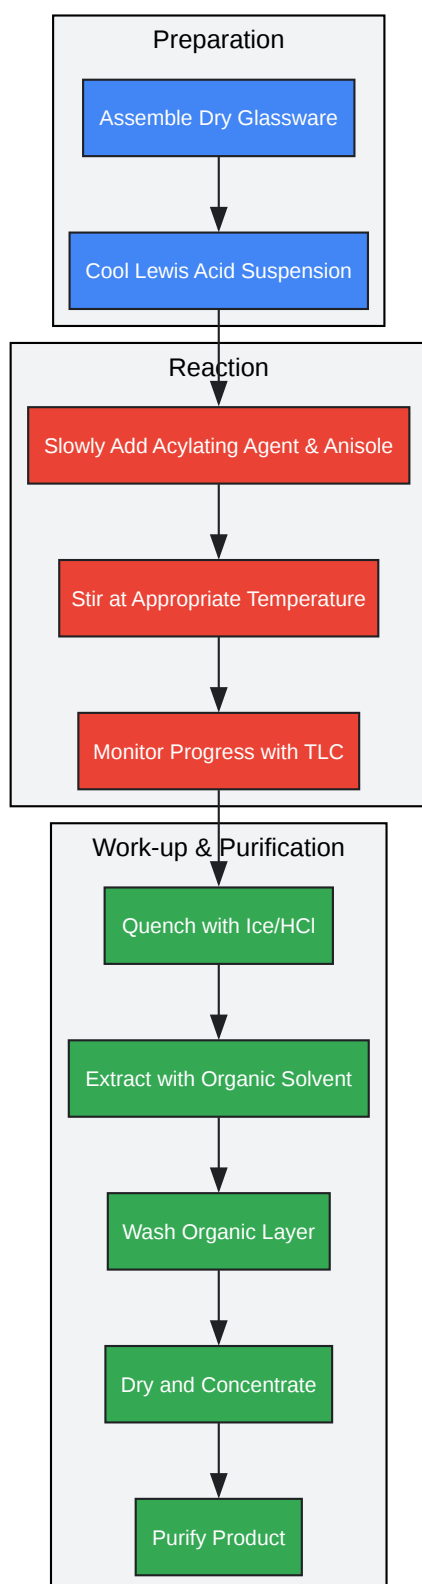 Preparation
Assemble Dry Glassware
Cool Lewis Acid Suspension
Reaction
Slowly Add Acylating Agent & Anisole
Stir at Appropriate Temperature
Monitor Progress with TLC
Work-up & Purification
Quench with Ice/HCl
Extract with Organic Solvent
Wash Organic Layer
Dry and Concentrate
Purify Product